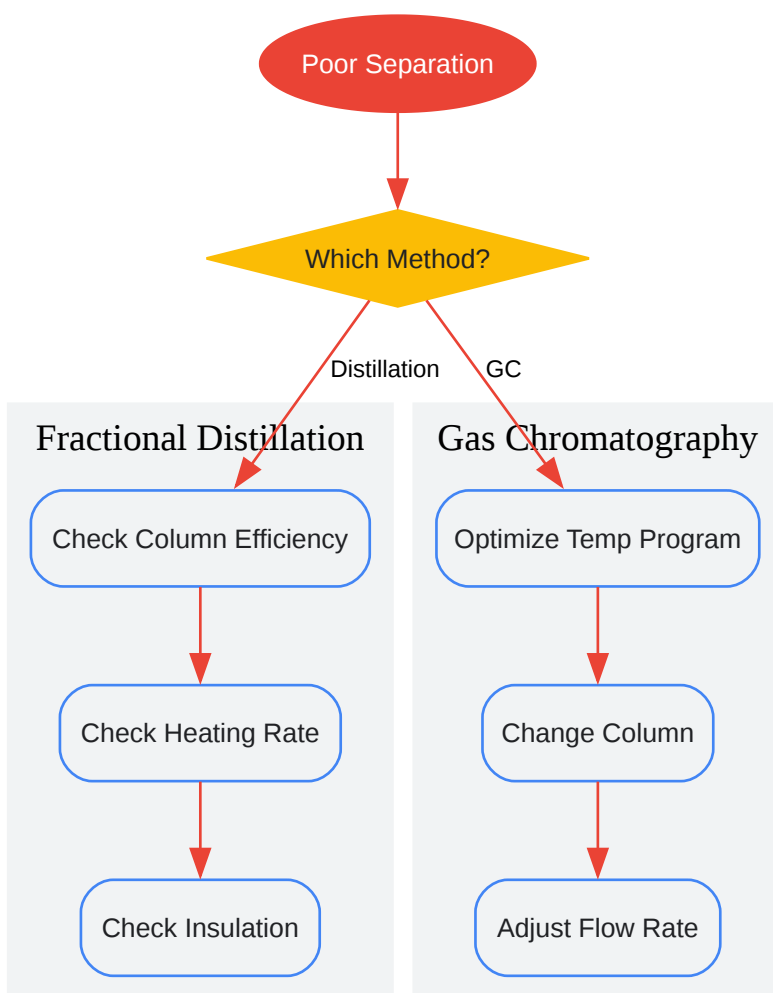 Poor Separation
Which Method?
Distillation
GC
Fractional Distillation
Gas Chromatography
Check Column Efficiency
Optimize Temp Program
Check Heating Rate
Change Column
Check Insulation
Adjust Flow Rate